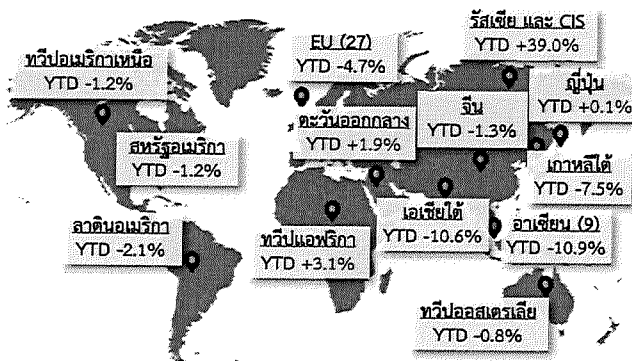 รัสเซีย และ CIS
YTD +39.0%
EU (27)
YTD -4.7%
ทวีปอเมริกาเหนือ
YTD -1.2%
ญี่ปุ่น
YTD +0.1%
จีน
YTD -1.3%
ตะวันออกกลาง
YTD +1.9%
สหรัฐอเมริกา
YTD -1.2%
เกาหลีใต้
YTD -7.5%
ลาตินอเมริกา
YTD -2.1%
ทวีปแอฟริกา
YTD +3.1%
เอเชียใต้
YTD -10.6%
อาเซียน (9)
YTD -10.9%
ทวีปออสเตรเลีย
YTD -0.8%